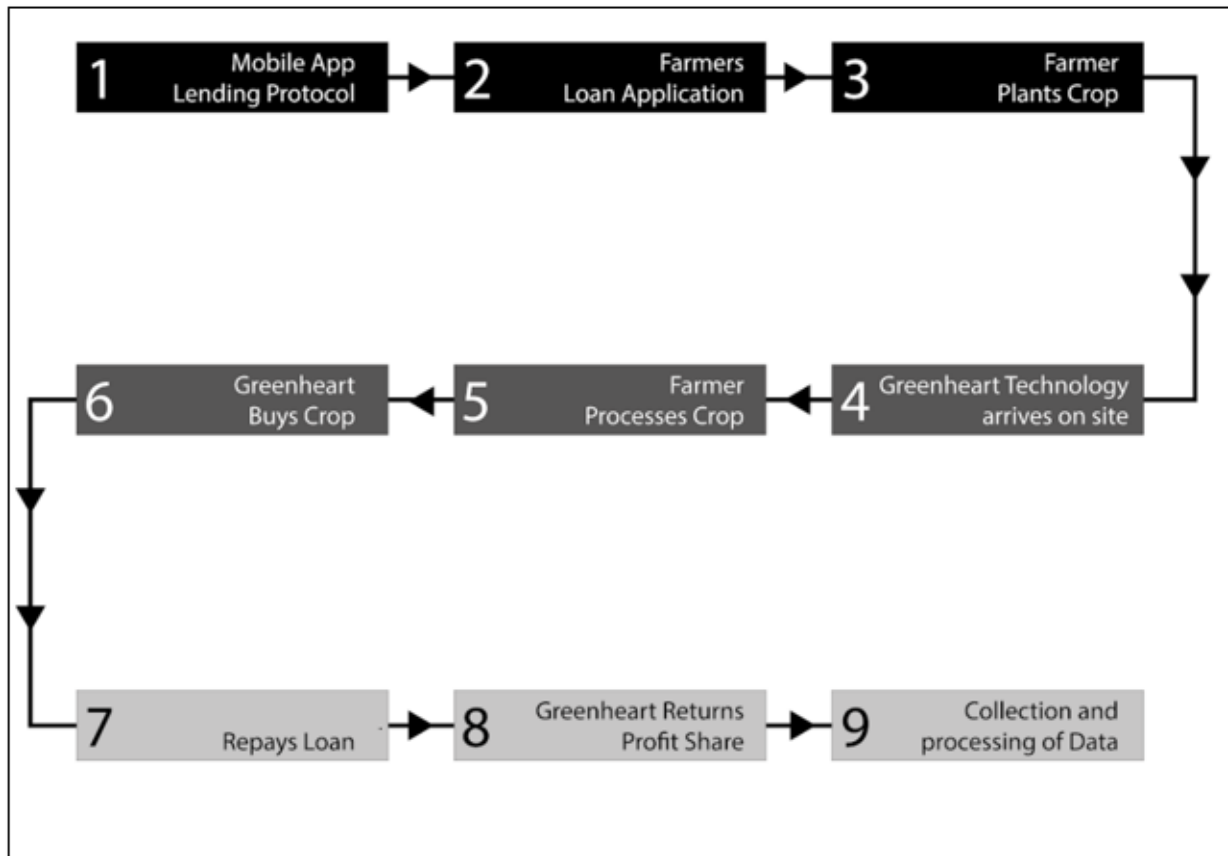 1
Mobile App
Lending Protocol
2
Farmers
Loan Application
3
Farmer
Plants Crop
4
Greenheart Technology
arrives on site
5
Farmer
Processes Crop
6
Greenheart
Buys Crop
7
Repays Loan
8
Greenheart Returns
Profit Share
9
Collection and
processing of Data